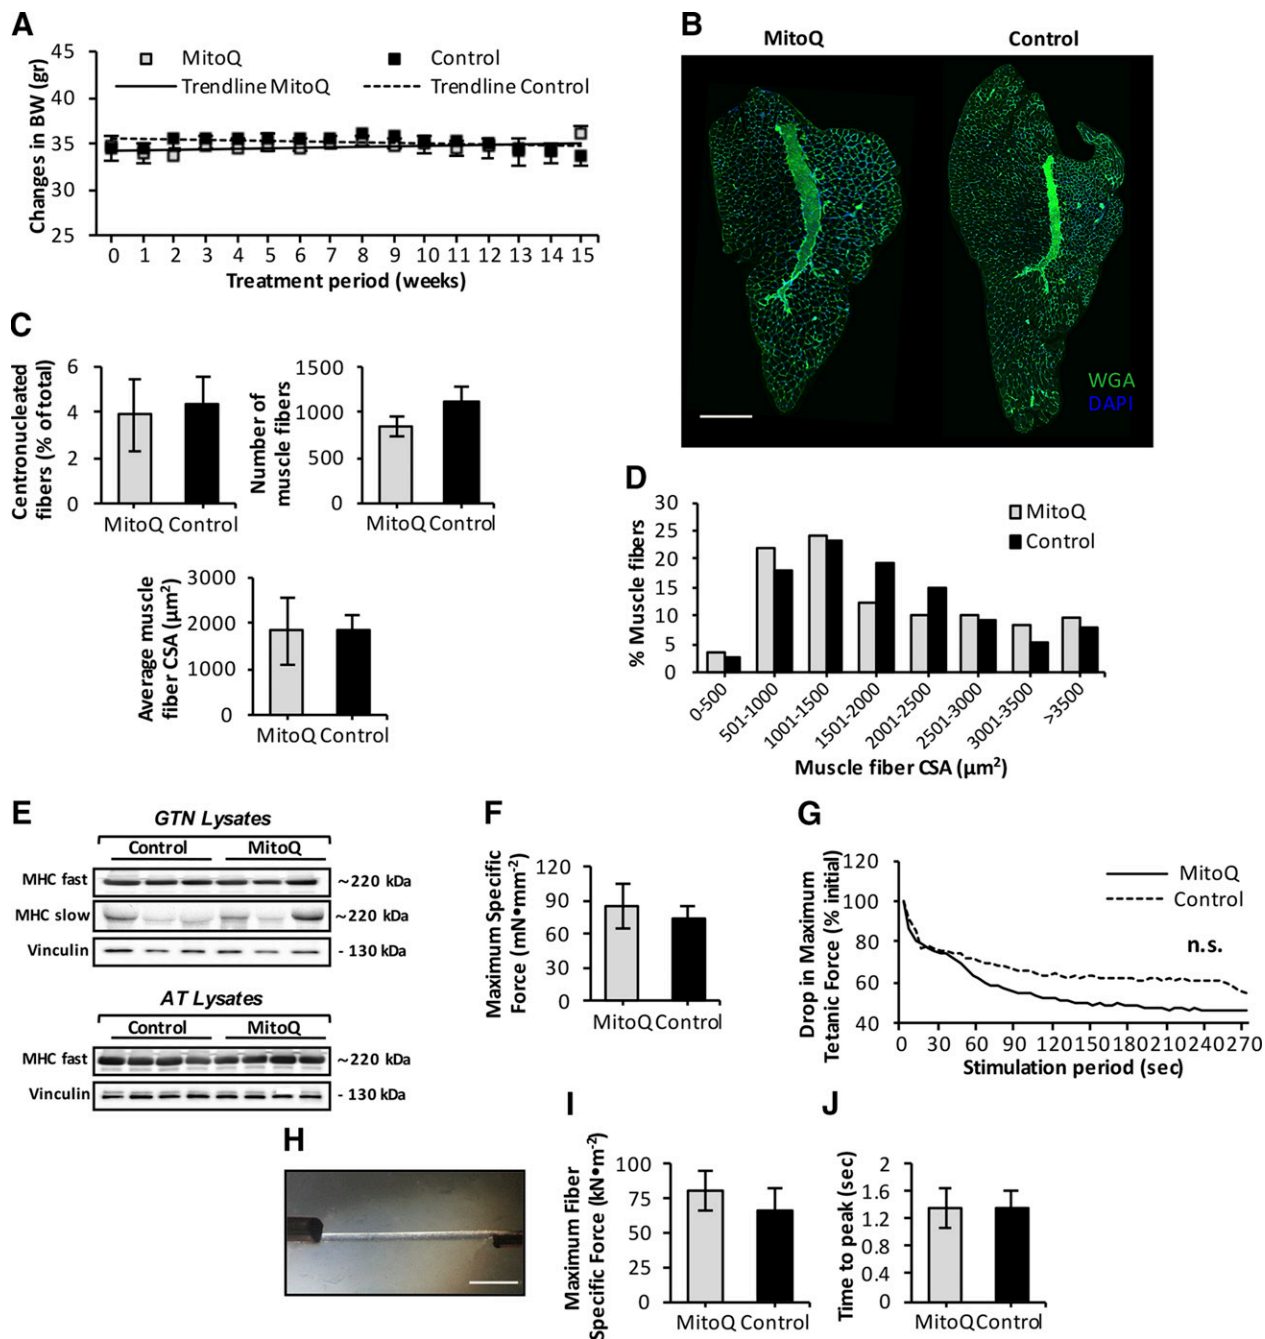 A
Changes in BW (gr)
45
40
35
30
25
MitoQ
Control
Trendline MitoQ
Trendline Control
0 1 2 3 4 5 6 7 8 9 10 11 12 13 14 15
Treatment period (weeks)
B
MitoQ
Control
WGA
DAPI
C
Centronucleated
fibers (% of total)
6
4
2
0
MitoQ Control
Number of
muscle fibers
1500
1000
500
0
MitoQ Control
Average muscle
fiber CSA (µm²)
3000
2000
1000
0
MitoQ Control
D
% Muscle fibers
30
25
20
15
10
5
0
MitoQ
Control
0-500
501-1000
1001-1500
1501-2000
2001-2500
2501-3000
3001-3500
>3500
Muscle fiber CSA (µm²)
E
GTN Lysates
Control MitoQ
MHC fast ~220 kDa
MHC slow ~220 kDa
Vinculin - 130 kDa
AT Lysates
Control MitoQ
MHC fast ~220 kDa
Vinculin - 130 kDa
F
Maximum Specific
Force (mN•mm⁻²)
120
90
60
30
0
MitoQ Control
G
Drop in Maximum
Tetanic Force (% initial)
120
100
80
60
40
MitoQ
Control
n.s.
0 30 60 90 120 150 180 210 240 270
Stimulation period (sec)
H
I
Maximum Fiber
Specific Force (kN•m⁻²)
100
75
50
25
0
MitoQ Control
J
Time to peak (sec)
2
1.6
1.2
0.8
0.4
0
MitoQ Control